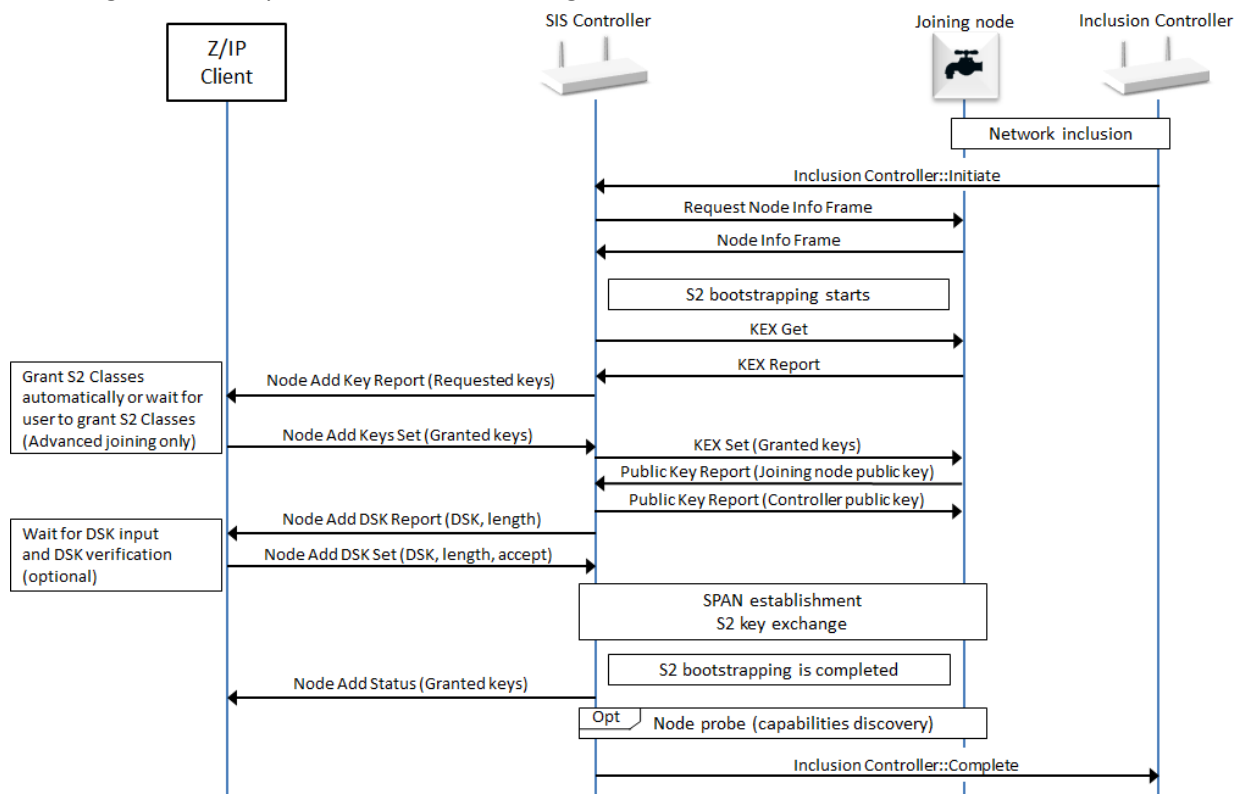 SIS Controller
Joining node
Inclusion Controller
Z/IP
Client
Network inclusion
Inclusion Controller::Initiate
Request Node Info Frame
Node Info Frame
S2 bootstrapping starts
KEX Get
KEX Report
Grant S2 Classes
automatically or wait for
user to grant S2 Classes
(Advanced joining only)
Node Add Key Report (Requested keys)
Node Add Keys Set (Granted keys)
KEX Set (Granted keys)
Public Key Report (Joining node public key)
Public Key Report (Controller public key)
Node Add DSK Report (DSK, length)
Wait for DSK input
and DSK verification
(optional)
Node Add DSK Set (DSK, length, accept)
SPAN establishment
S2 key exchange
S2 bootstrapping is completed
Node Add Status (Granted keys)
Opt
Node probe (capabilities discovery)
Inclusion Controller::Complete